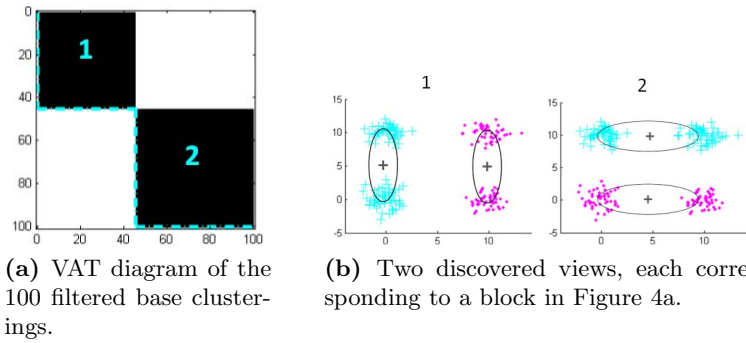 0
20
40
60
80
100
0 20 40 60 80 100
1
2
1
15
10
5
0
-5
0 5 10
2
15
10
5
0
-5
0 5 10
(a) VAT diagram of the
100 filtered base cluster-
ings.
(b) Two discovered views, each corre
sponding to a block in Figure 4a.